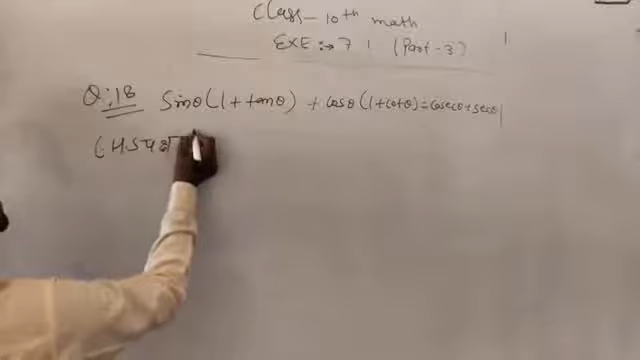 Class - 10th math
EXE :→ 7 1 (Part - 3)
Q:18 Sinθ(1 + tanθ) + cosθ(1 + cotθ) = cosecθ + secθ